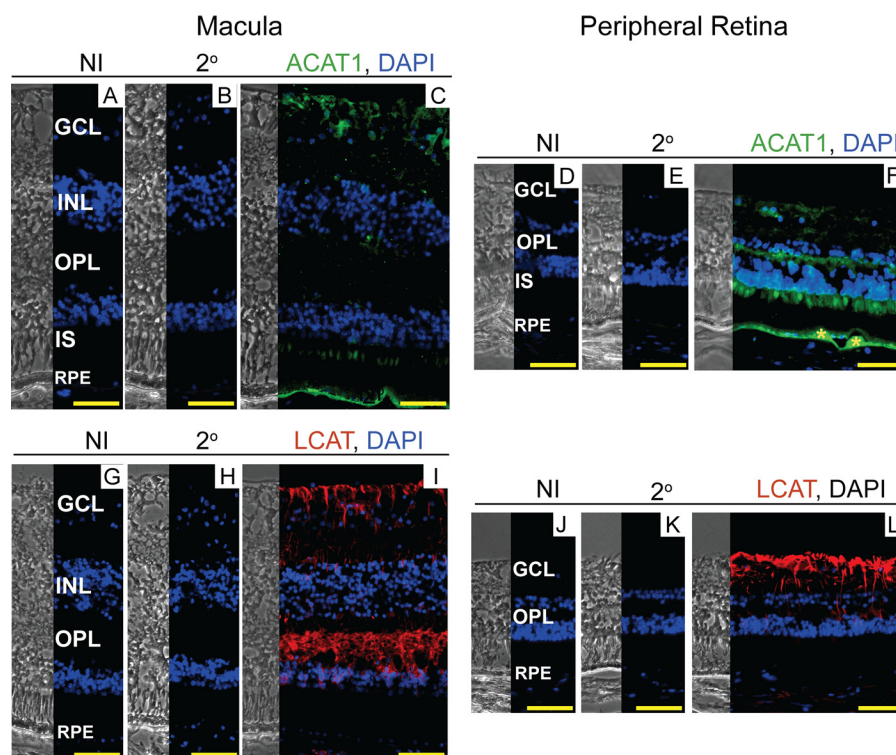 Macula
Peripheral Retina
NI 2º ACAT1, DAPI
A B C
GCL
INL
OPL
IS
RPE
NI 2º ACAT1, DAPI
D E F
GCL
OPL
IS
RPE
* *
NI 2º LCAT, DAPI
G H I
GCL
INL
OPL
RPE
NI 2º LCAT, DAPI
J K L
GCL
OPL
RPE